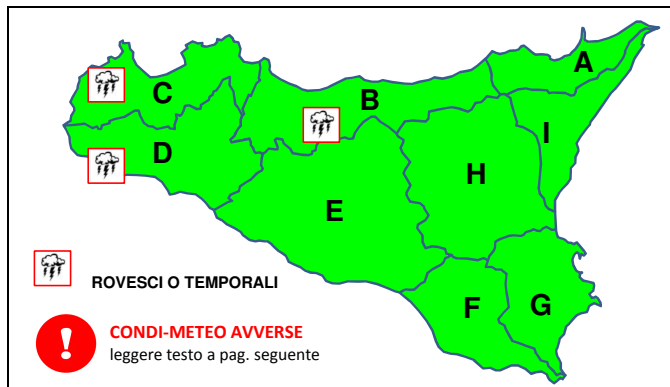 A
C
B
I
D
H
E
F
G
ROVESCI O TEMPORALI
!
CONDI-METEO AVVERSE
leggere testo a pag. seguente